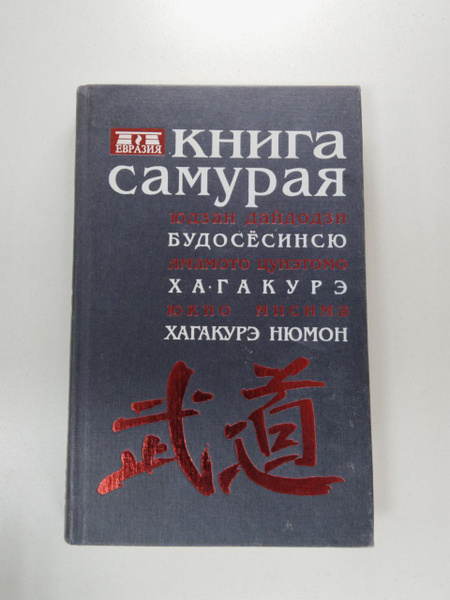 ЕВРАЗИЯ
КНИГА
САМУРАЯ
ЮДЗАН ДАЙДОДЗИ
БУДОСЁСИНСЮ
ЯМАМОТО ЦУНЭТОМО
ХА·ГАКУРЭ
ЮКИО МИСИМА
ХАГАКУРЭ НЮМОН
武道